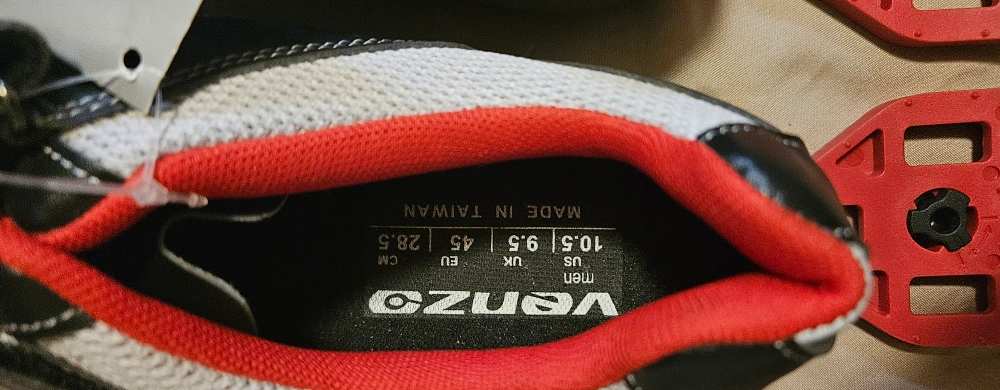 venzo
men
US UK EU CM
10.5 9.5 45 28.5
MADE IN TAIWAN